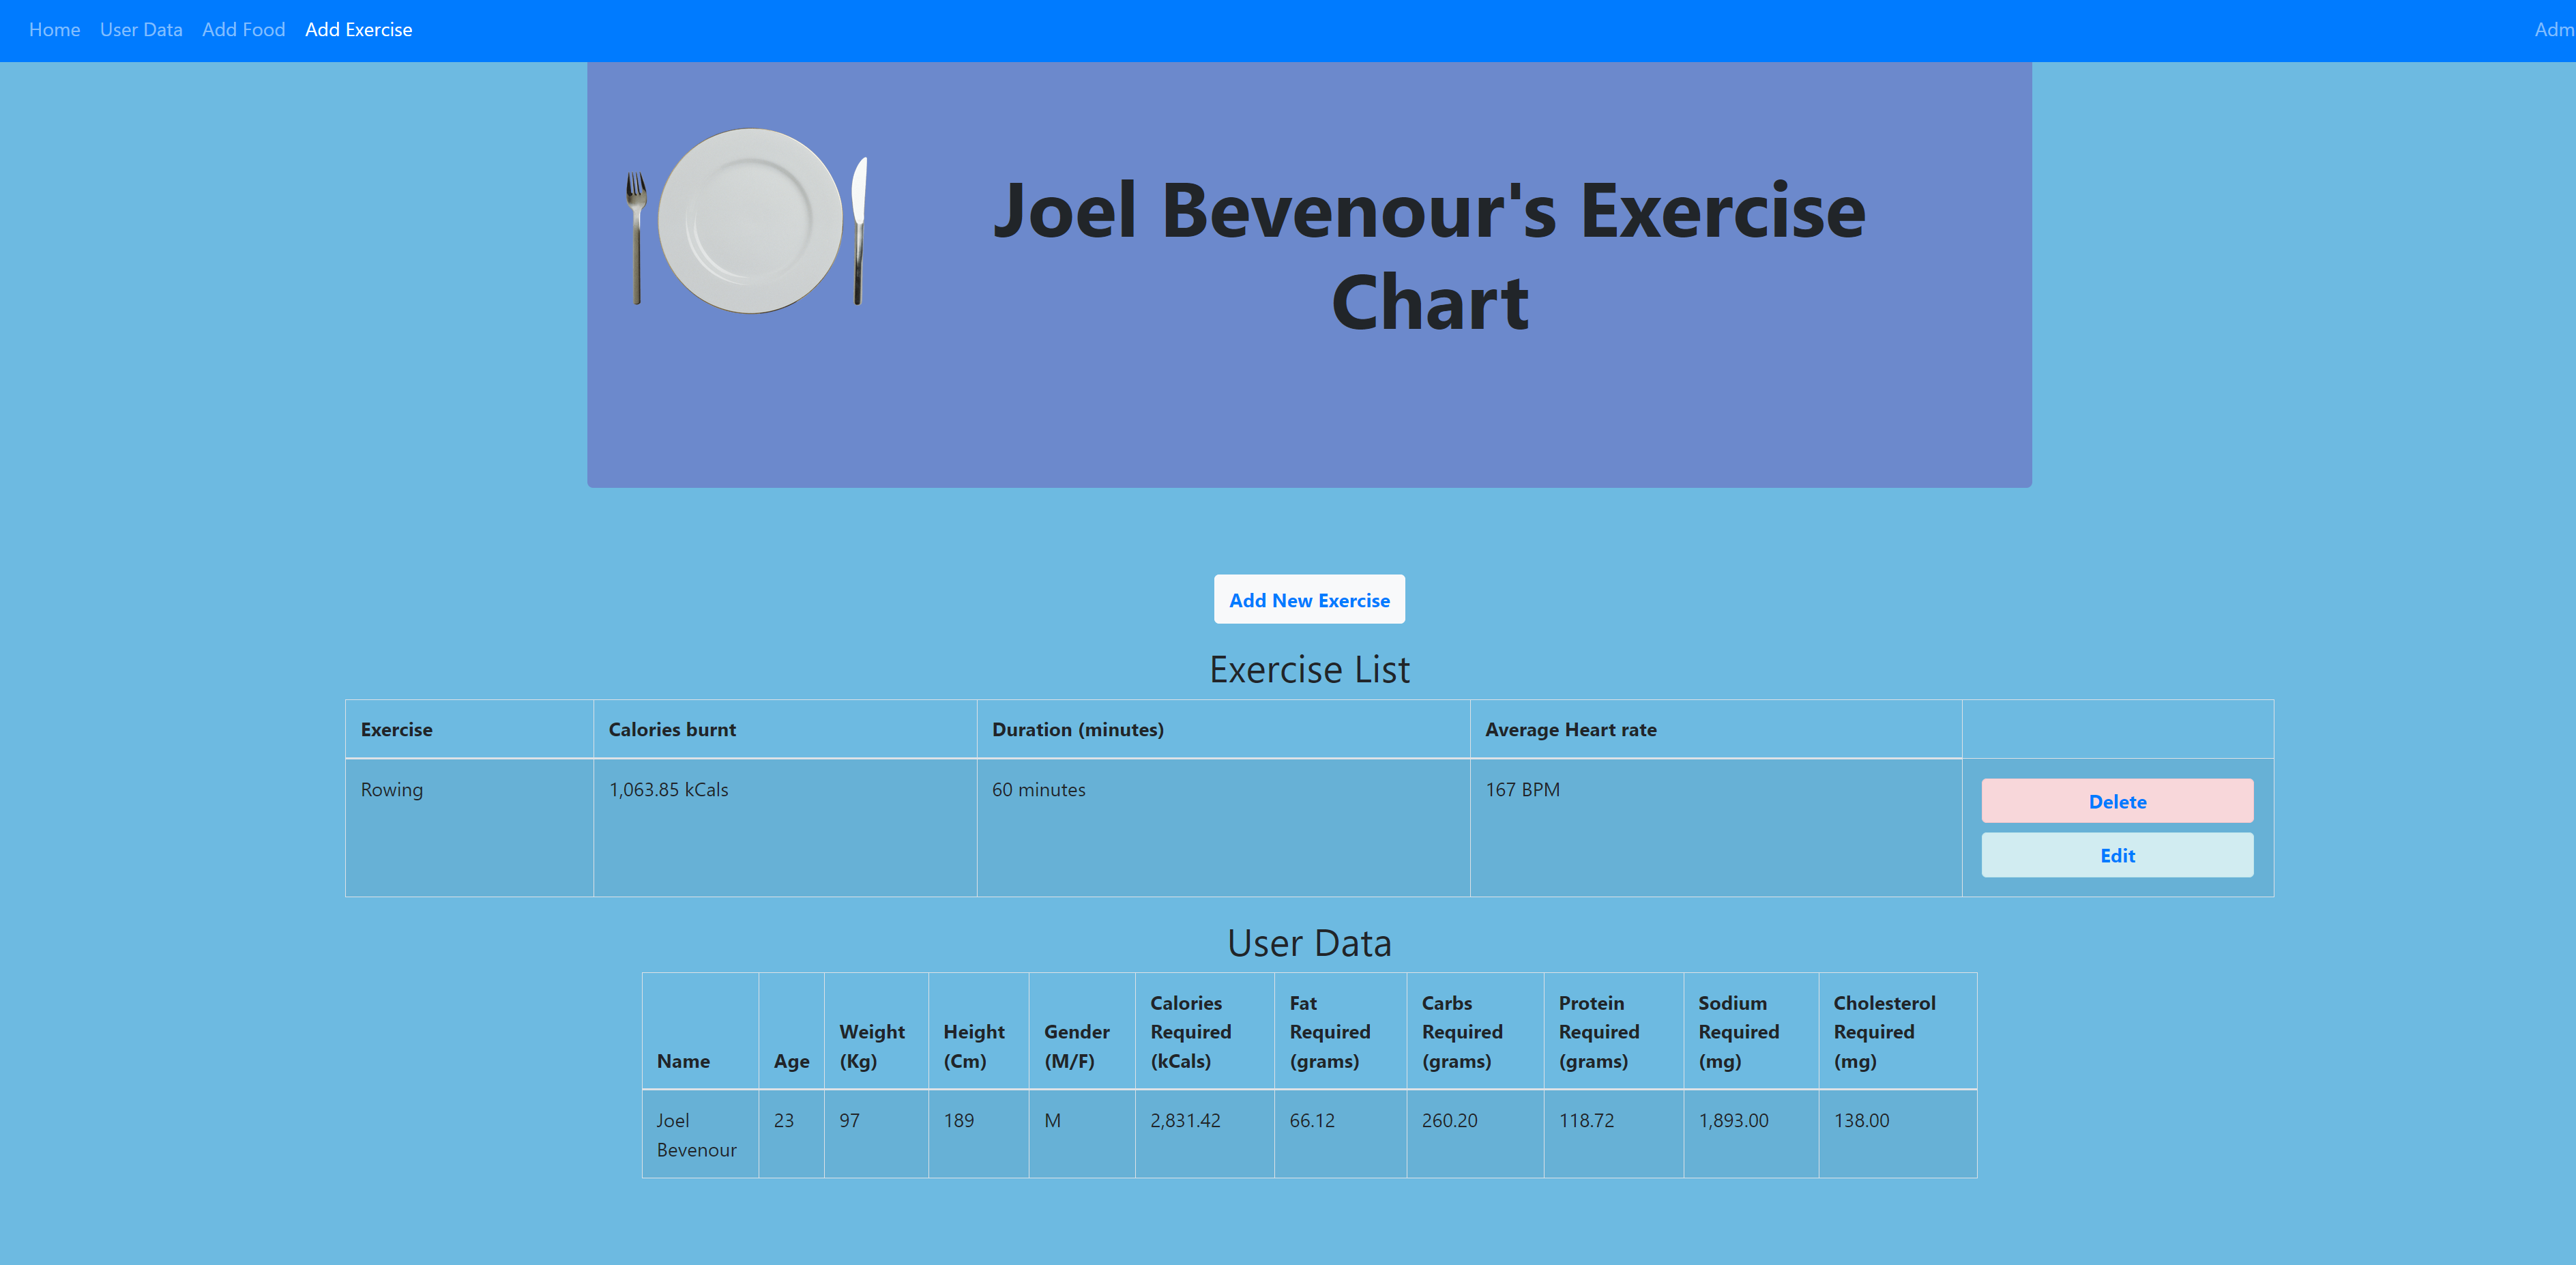 Home User Data Add Food Add Exercise Adm
Joel Bevenour's Exercise
Chart
Add New Exercise
Exercise List
Exercise Calories burnt Duration (minutes) Average Heart rate
Rowing 1,063.85 kCals 60 minutes 167 BPM
Delete
Edit
User Data
Name Age Weight (Kg) Height (Cm) Gender (M/F) Calories Required (kCals) Fat Required (grams) Carbs Required (grams) Protein Required (grams) Sodium Required (mg) Cholesterol Required (mg)
Joel Bevenour 23 97 189 M 2,831.42 66.12 260.20 118.72 1,893.00 138.00